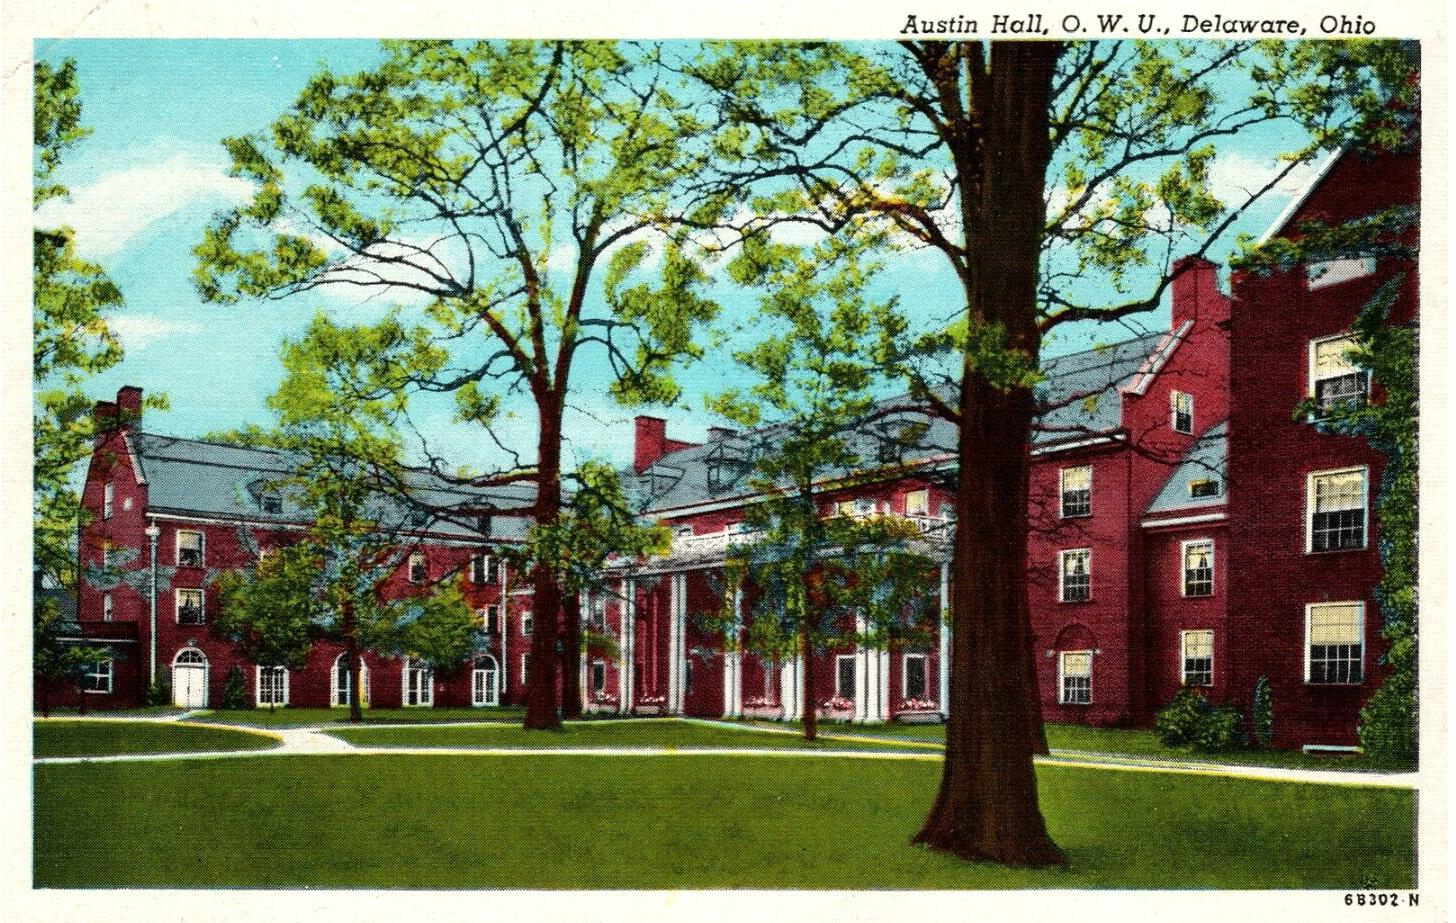 Austin Hall, O. W. U., Delaware, Ohio
6B302-N